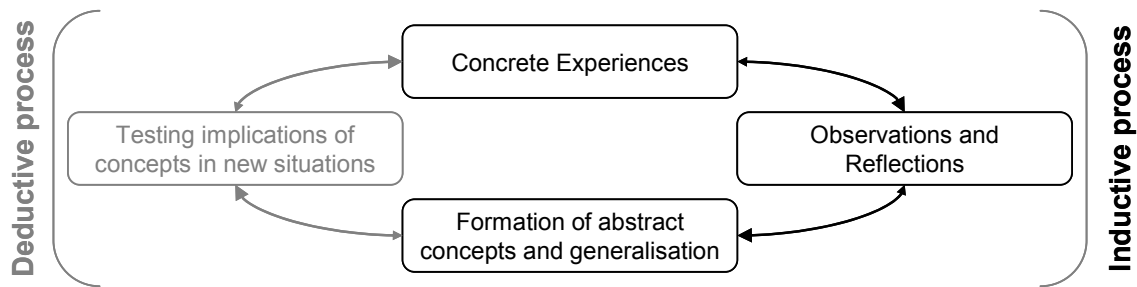 Deductive process
Concrete Experiences
Testing implications of
concepts in new situations
Observations and
Reflections
Formation of abstract
concepts and generalisation
Inductive process